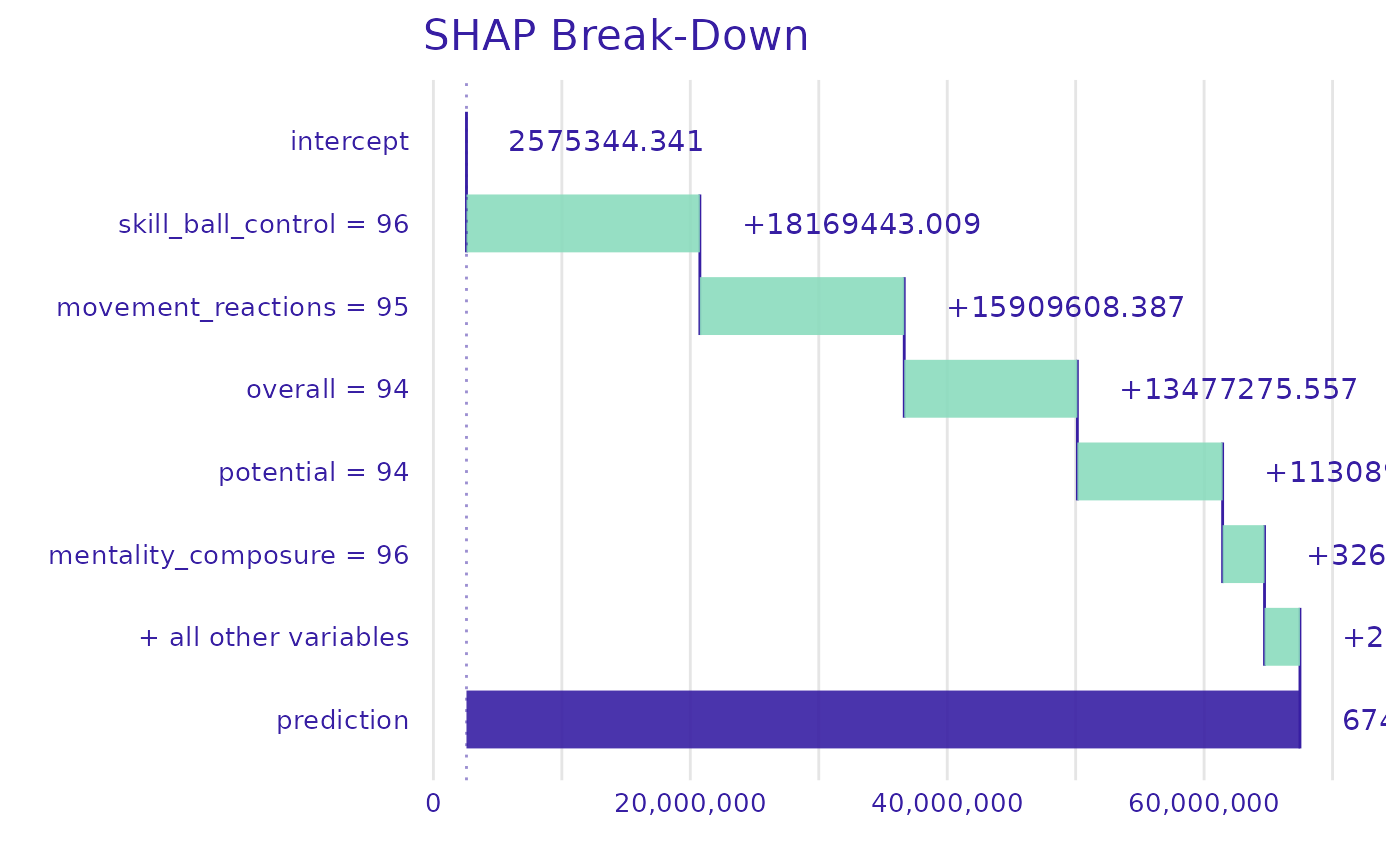 SHAP Break-Down
intercept
2575344.341
skill_ball_control = 96
+18169443.009
movement_reactions = 95
+15909608.387
overall = 94
+13477275.557
potential = 94
+11308
mentality_composure = 96
+326
+ all other variables
+2
prediction
674
0
20,000,000
40,000,000
60,000,000